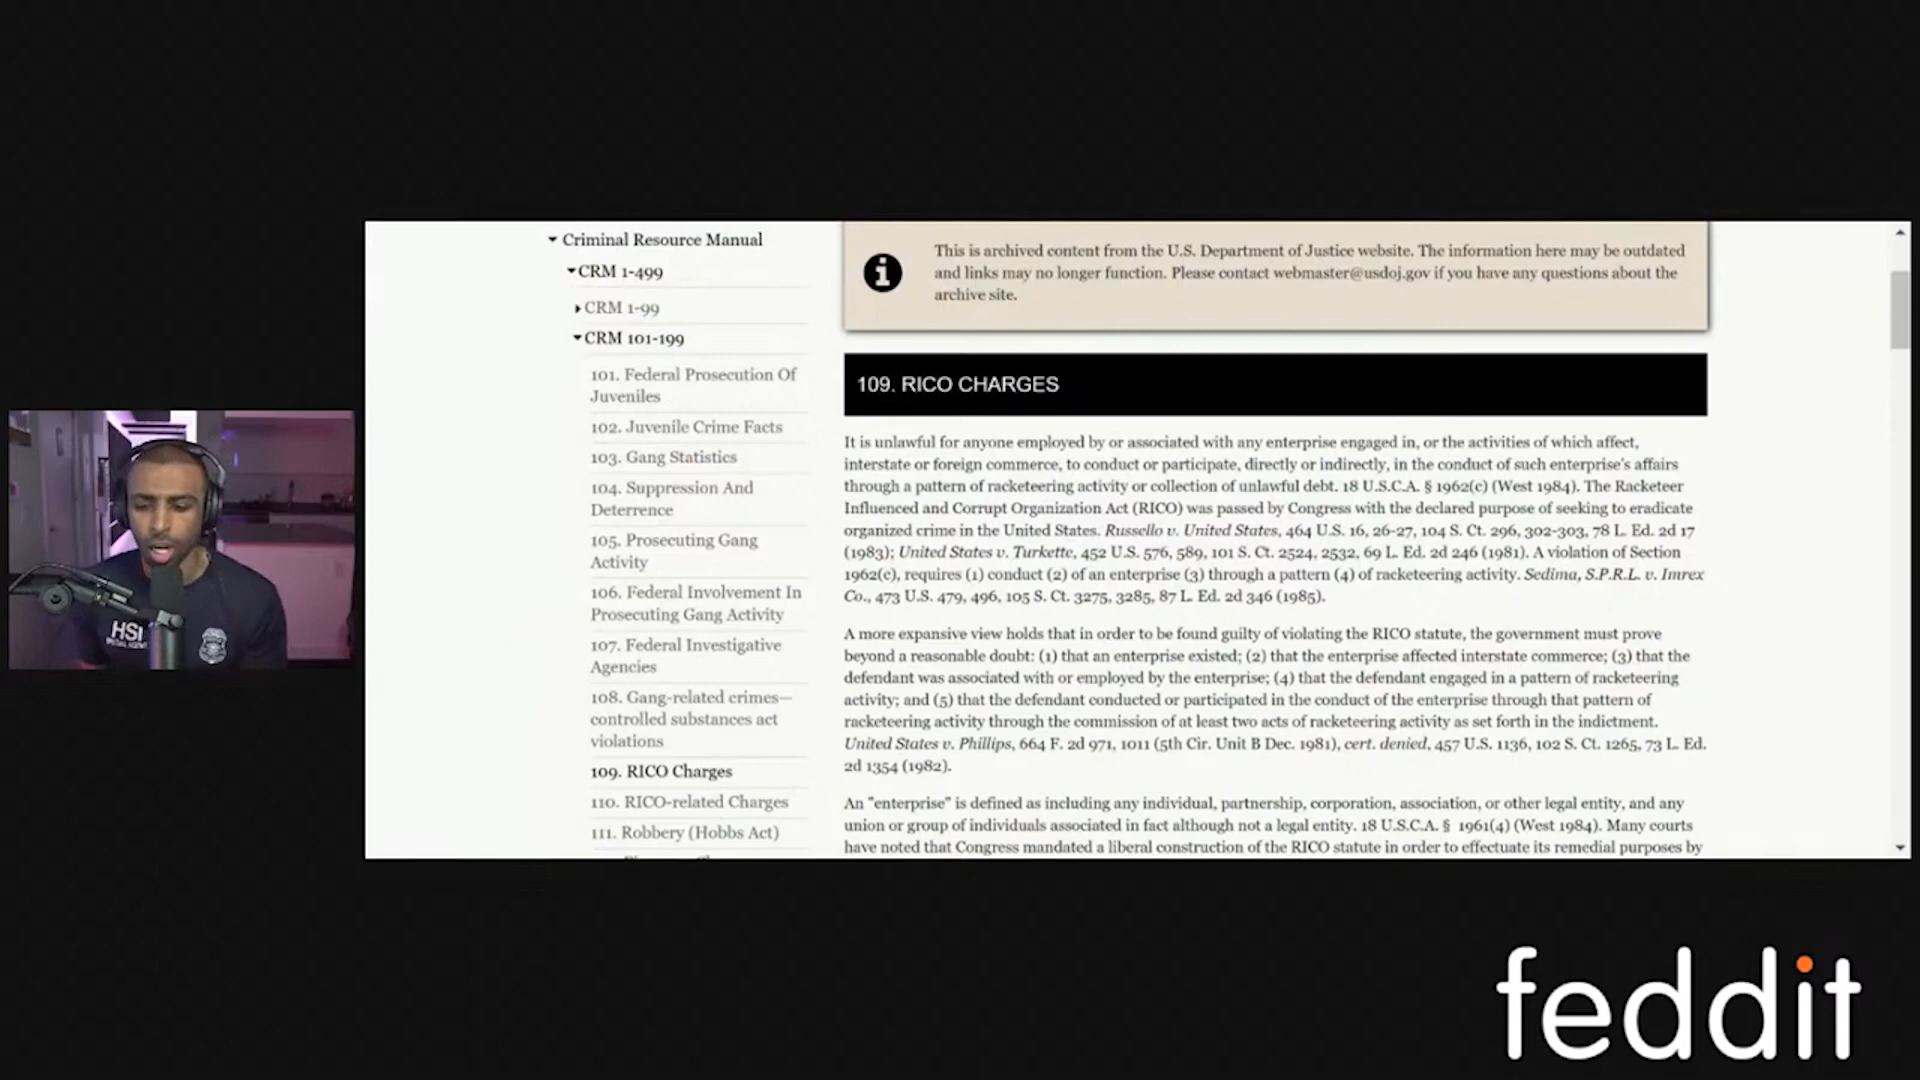 Criminal Resource Manual
CRM 1-499
CRM 1-99
CRM 101-199
101. Federal Prosecution Of
Juveniles
102. Juvenile Crime Facts
103. Gang Statistics
104. Suppression And
Deterrence
105. Prosecuting Gang
Activity
106. Federal Involvement In
Prosecuting Gang Activity
107. Federal Investigative
Agencies
108. Gang-related crimes—
controlled substances act
violations
109. RICO Charges
110. RICO-related Charges
111. Robbery (Hobbs Act)
This is archived content from the U.S. Department of Justice website. The information here may be outdated
and links may no longer function. Please contact webmaster@usdoj.gov if you have any questions about the
archive site.
109. RICO CHARGES
It is unlawful for anyone employed by or associated with any enterprise engaged in, or the activities of which affect,
interstate or foreign commerce, to conduct or participate, directly or indirectly, in the conduct of such enterprise's affairs
through a pattern of racketeering activity or collection of unlawful debt. 18 U.S.C.A. § 1962(c) (West 1984). The Racketeer
Influenced and Corrupt Organization Act (RICO) was passed by Congress with the declared purpose of seeking to eradicate
organized crime in the United States. Russello v. United States, 464 U.S. 16, 26-27, 104 S. Ct. 296, 302-303, 78 L. Ed. 2d 17
(1983); United States v. Turkette, 452 U.S. 576, 589, 101 S. Ct. 2524, 2532, 69 L. Ed. 2d 246 (1981). A violation of Section
1962(c), requires (1) conduct (2) of an enterprise (3) through a pattern (4) of racketeering activity. Sedima, S.P.R.L. v. Imrex
Co., 473 U.S. 479, 496, 105 S. Ct. 3275, 3285, 87 L. Ed. 2d 346 (1985).
A more expansive view holds that in order to be found guilty of violating the RICO statute, the government must prove
beyond a reasonable doubt: (1) that an enterprise existed; (2) that the enterprise affected interstate commerce; (3) that the
defendant was associated with or employed by the enterprise; (4) that the defendant engaged in a pattern of racketeering
activity; and (5) that the defendant conducted or participated in the conduct of the enterprise through that pattern of
racketeering activity through the commission of at least two acts of racketeering activity as set forth in the indictment.
United States v. Phillips, 664 F. 2d 971, 1011 (5th Cir. Unit B Dec. 1981), cert. denied, 457 U.S. 1136, 102 S. Ct. 1265, 73 L. Ed.
2d 1354 (1982).
An "enterprise" is defined as including any individual, partnership, corporation, association, or other legal entity, and any
union or group of individuals associated in fact although not a legal entity. 18 U.S.C.A. § 1961(4) (West 1984). Many courts
have noted that Congress mandated a liberal construction of the RICO statute in order to effectuate its remedial purposes by
HSI
SPECIAL AGENT
feddit